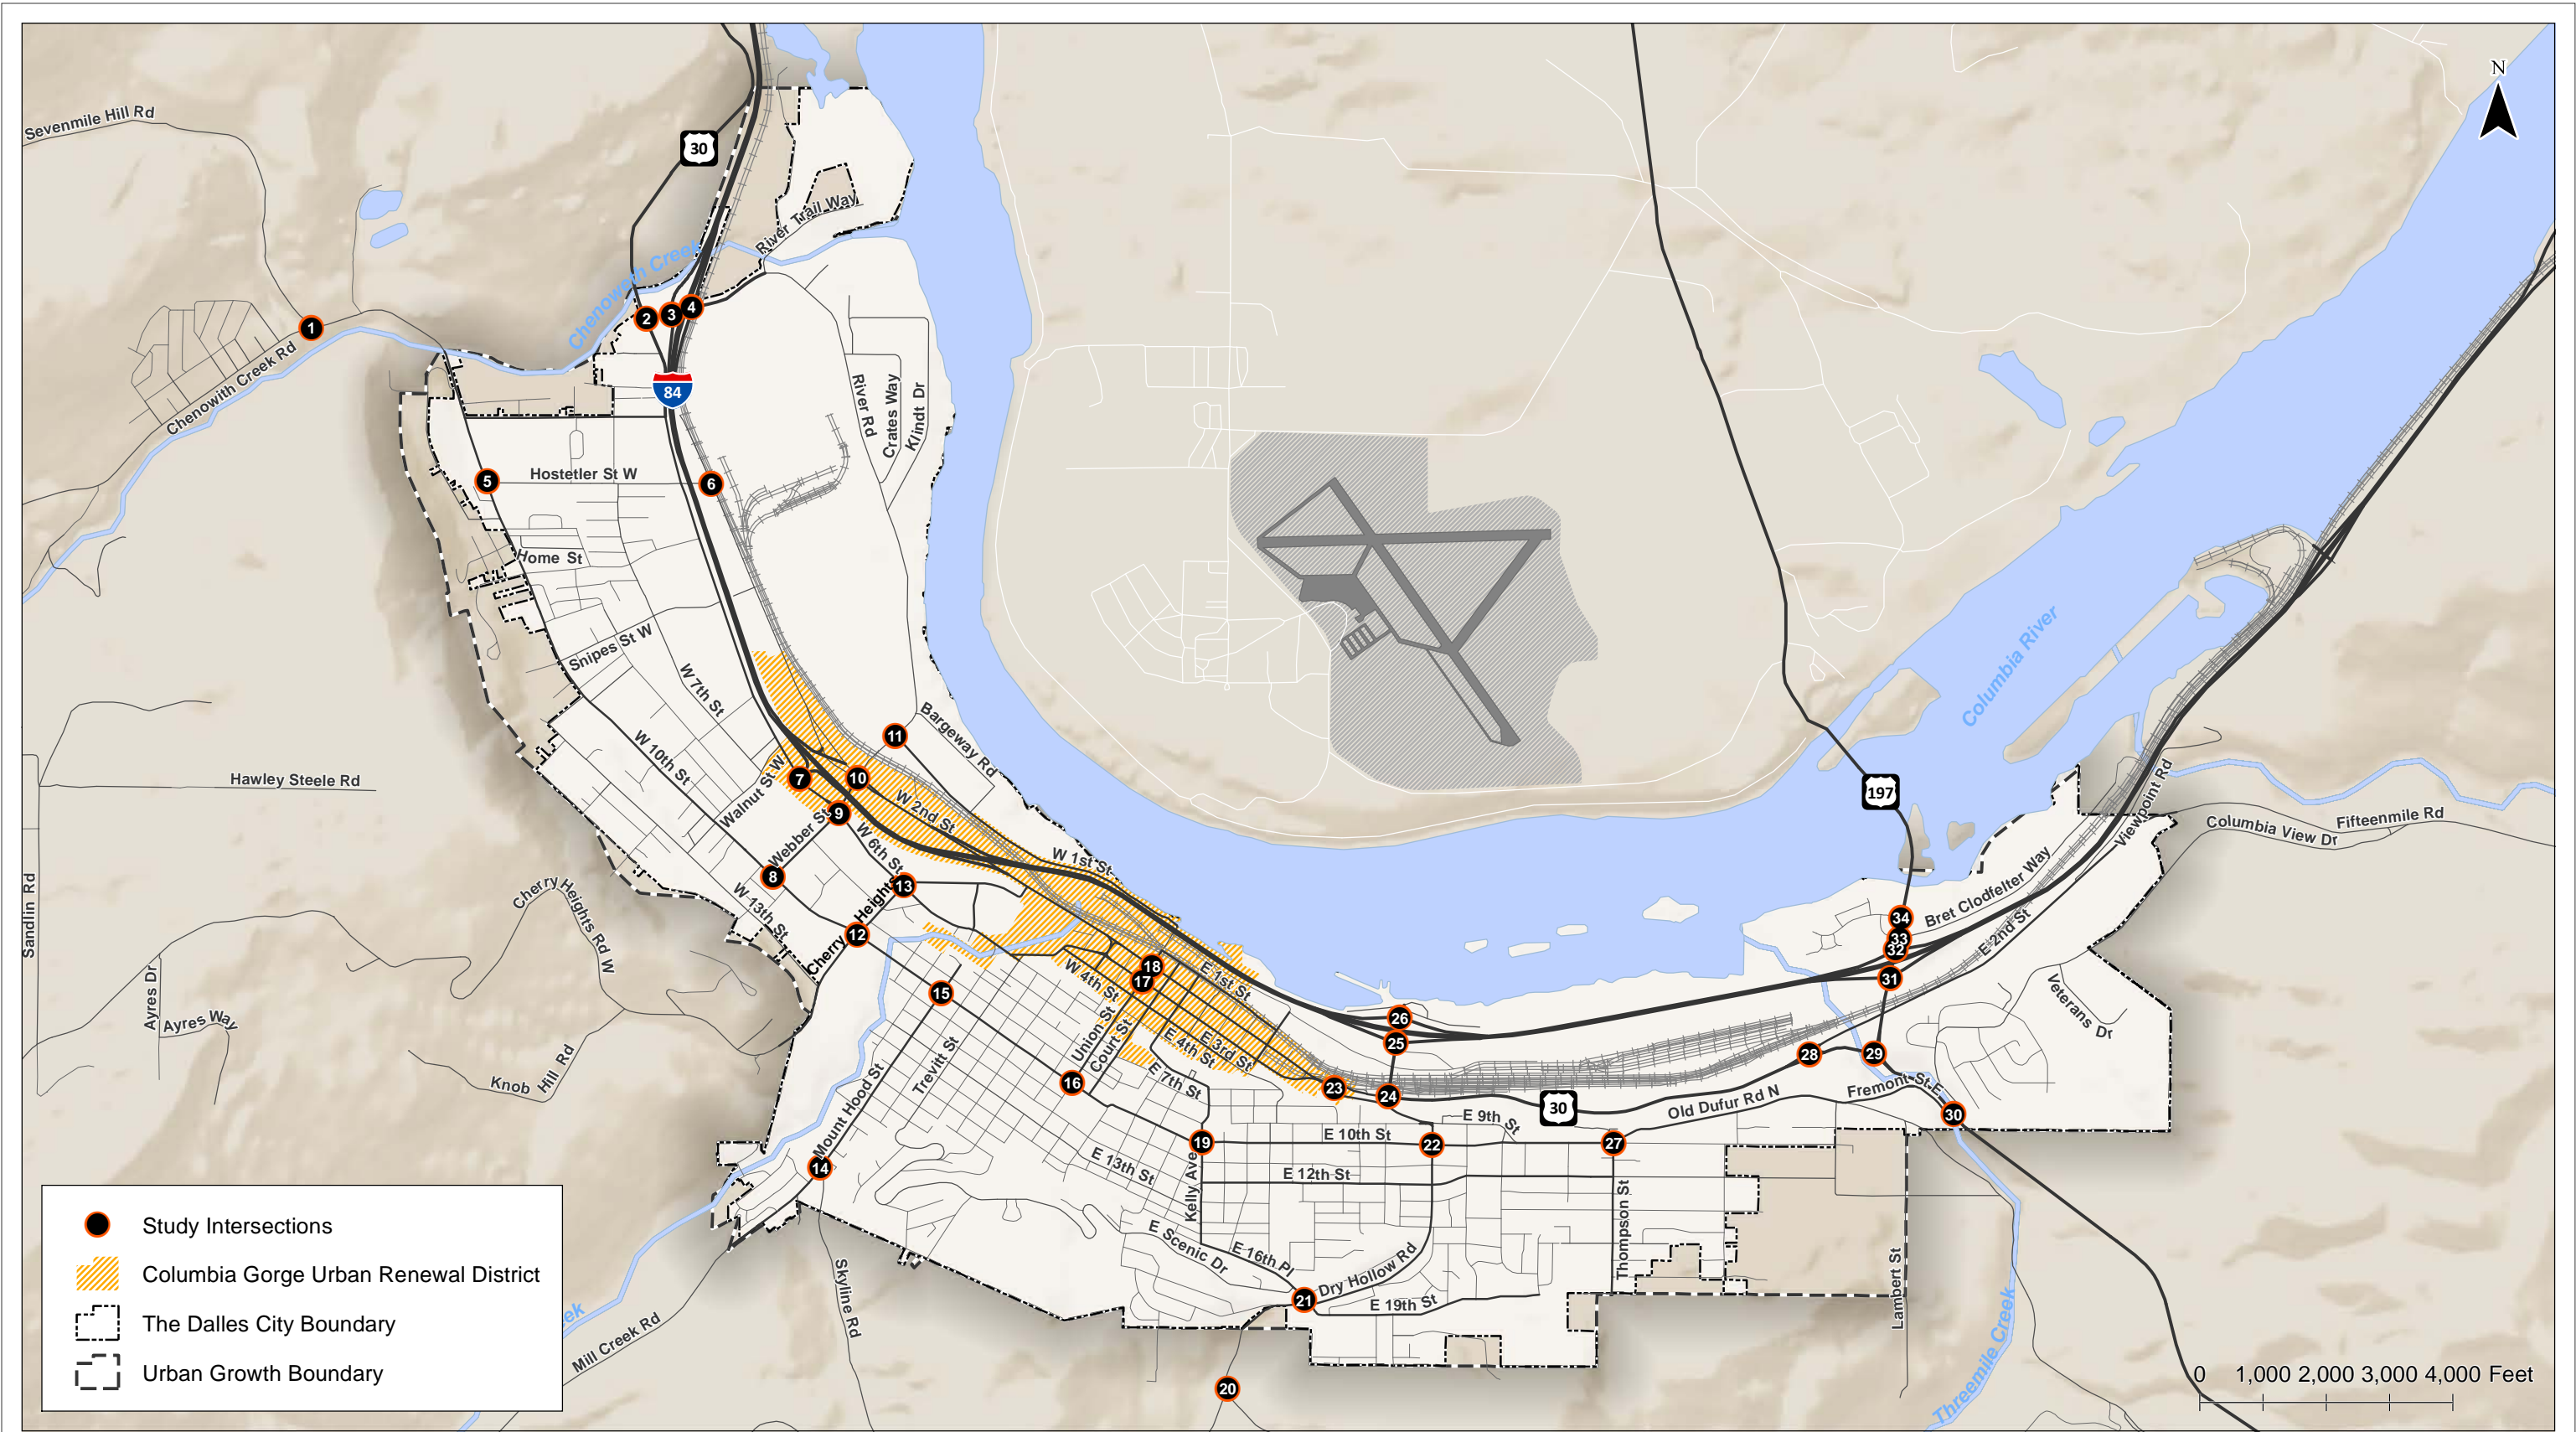 N
Sevenmile Hill Rd
30
River Trail Way
Chenoweth Creek
1
2
3
4
Chenowith Creek Rd
84
River Rd
Crates Way
Klindt Dr
5
Hostetler St W
6
Home St
Snipes St W
W 7th St
Columbia River
11
Bargeway Rd
W 10th St
Hawley Steele Rd
7
10
Walnut St W
197
Viewpoint Rd
W 2nd St
9
Webber St
Columbia View Dr
Fifteenmile Rd
W 6th St
W 1st St
8
13
Cherry Heights Rd W
W 13th St
Bret Clodfelter Way
Sandlin Rd
Cherry Heights
12
34
33
32
E 2nd St
31
18
17
E 1st St
W 4th St
15
Ayres Dr
Ayres Way
Veterans Dr
26
25
Union St
Court St
E 3rd St
E 4th St
28
29
Knob Hill Rd
Trevitt St
16
E 7th St
23
24
30
Fremont St E
Old Dufur Rd N
30
Mount Hood St
E 9th St
19
E 10th St
22
27
14
E 13th St
E 12th St
Kelly Ave
Thompson St
E Scenic Dr
E 16th Pl
Dry Hollow Rd
21
E 19th St
Lambert St
Skyline Rd
Mill Creek Rd
20
Threemile Creek
Study Intersections
Columbia Gorge Urban Renewal District
The Dalles City Boundary
Urban Growth Boundary
0 1,000 2,000 3,000 4,000 Feet